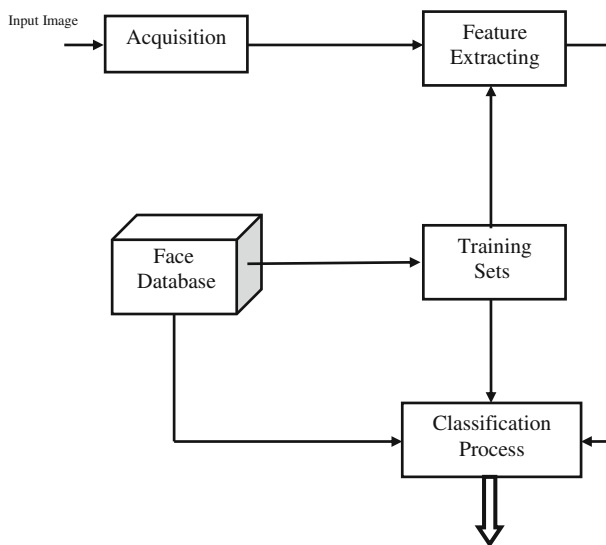 Input Image
Acquisition
Feature
Extracting
Face
Database
Training
Sets
Classification
Process